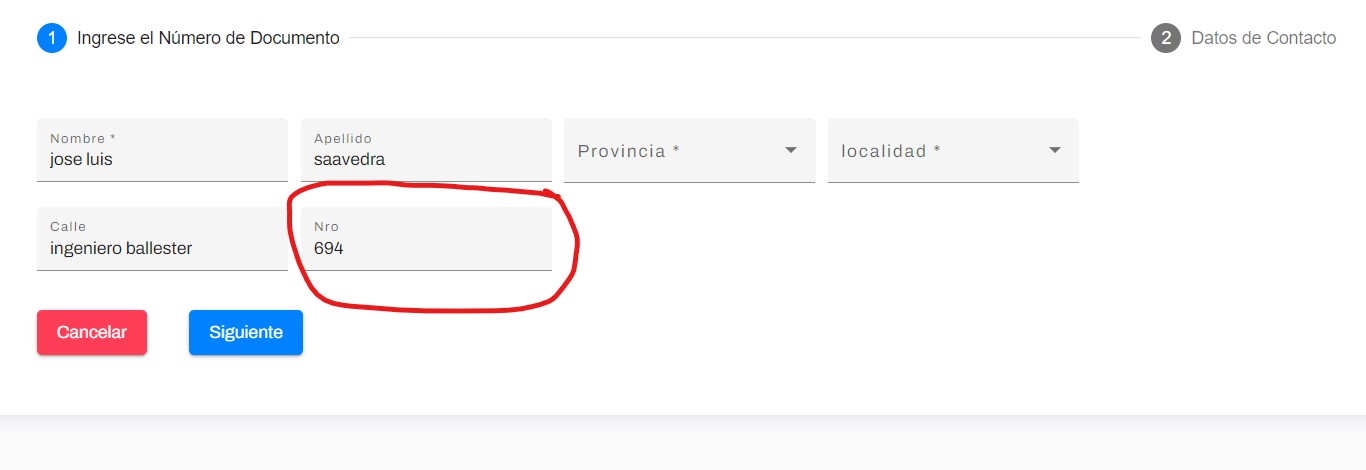 1 Ingrese el Número de Documento 2 Datos de Contacto
Nombre * Apellido Provincia * localidad *
jose luis saavedra
Calle Nro
ingeniero ballester 694
Cancelar Siguiente